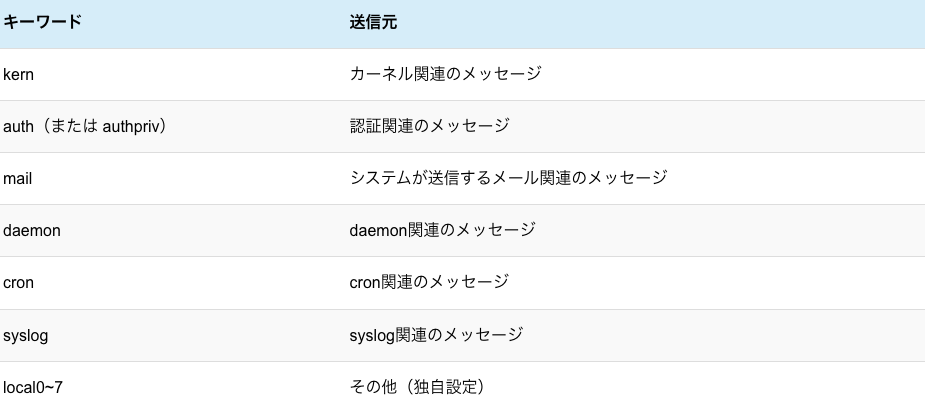 キーワード 送信元
kern カーネル関連のメッセージ
auth（または authpriv） 認証関連のメッセージ
mail システムが送信するメール関連のメッセージ
daemon daemon関連のメッセージ
cron cron関連のメッセージ
syslog syslog関連のメッセージ
local0~7 その他（独自設定）